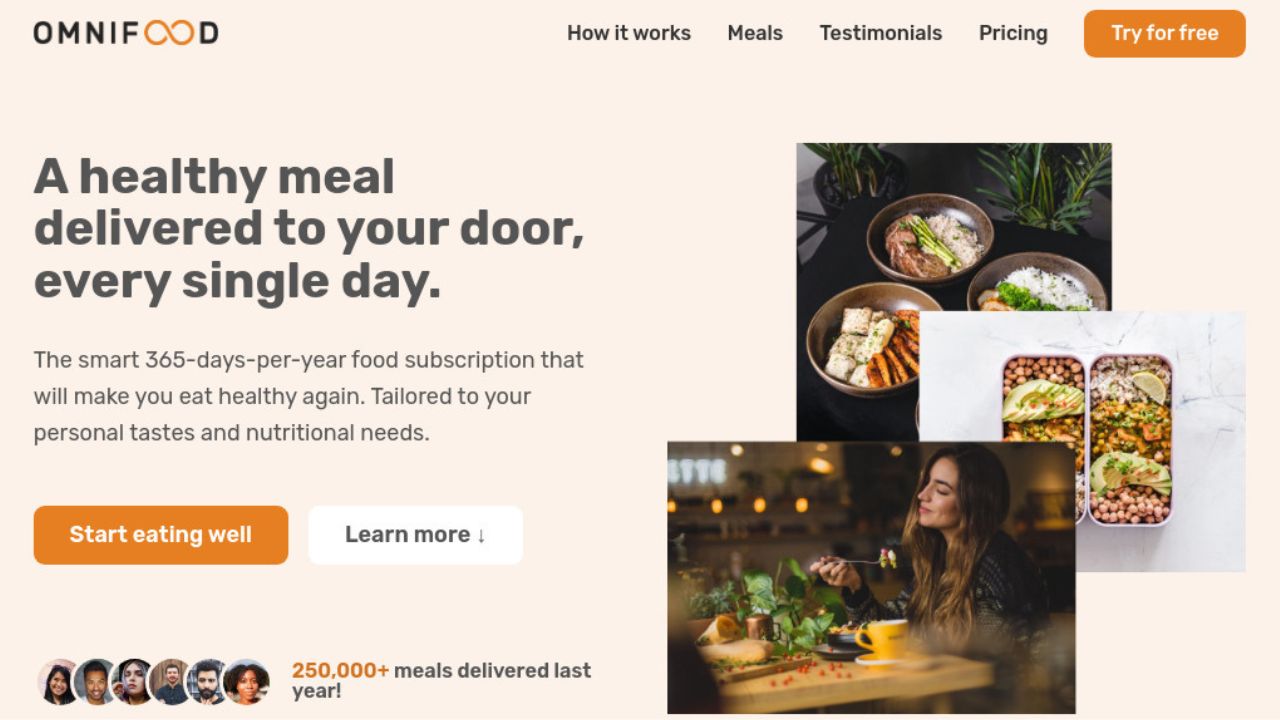 OMNIFOOD
How it works
Meals
Testimonials
Pricing
Try for free
A healthy meal
delivered to your door,
every single day.
The smart 365-days-per-year food subscription that
will make you eat healthy again. Tailored to your
personal tastes and nutritional needs.
Start eating well
Learn more ↓
250,000+ meals delivered last
year!